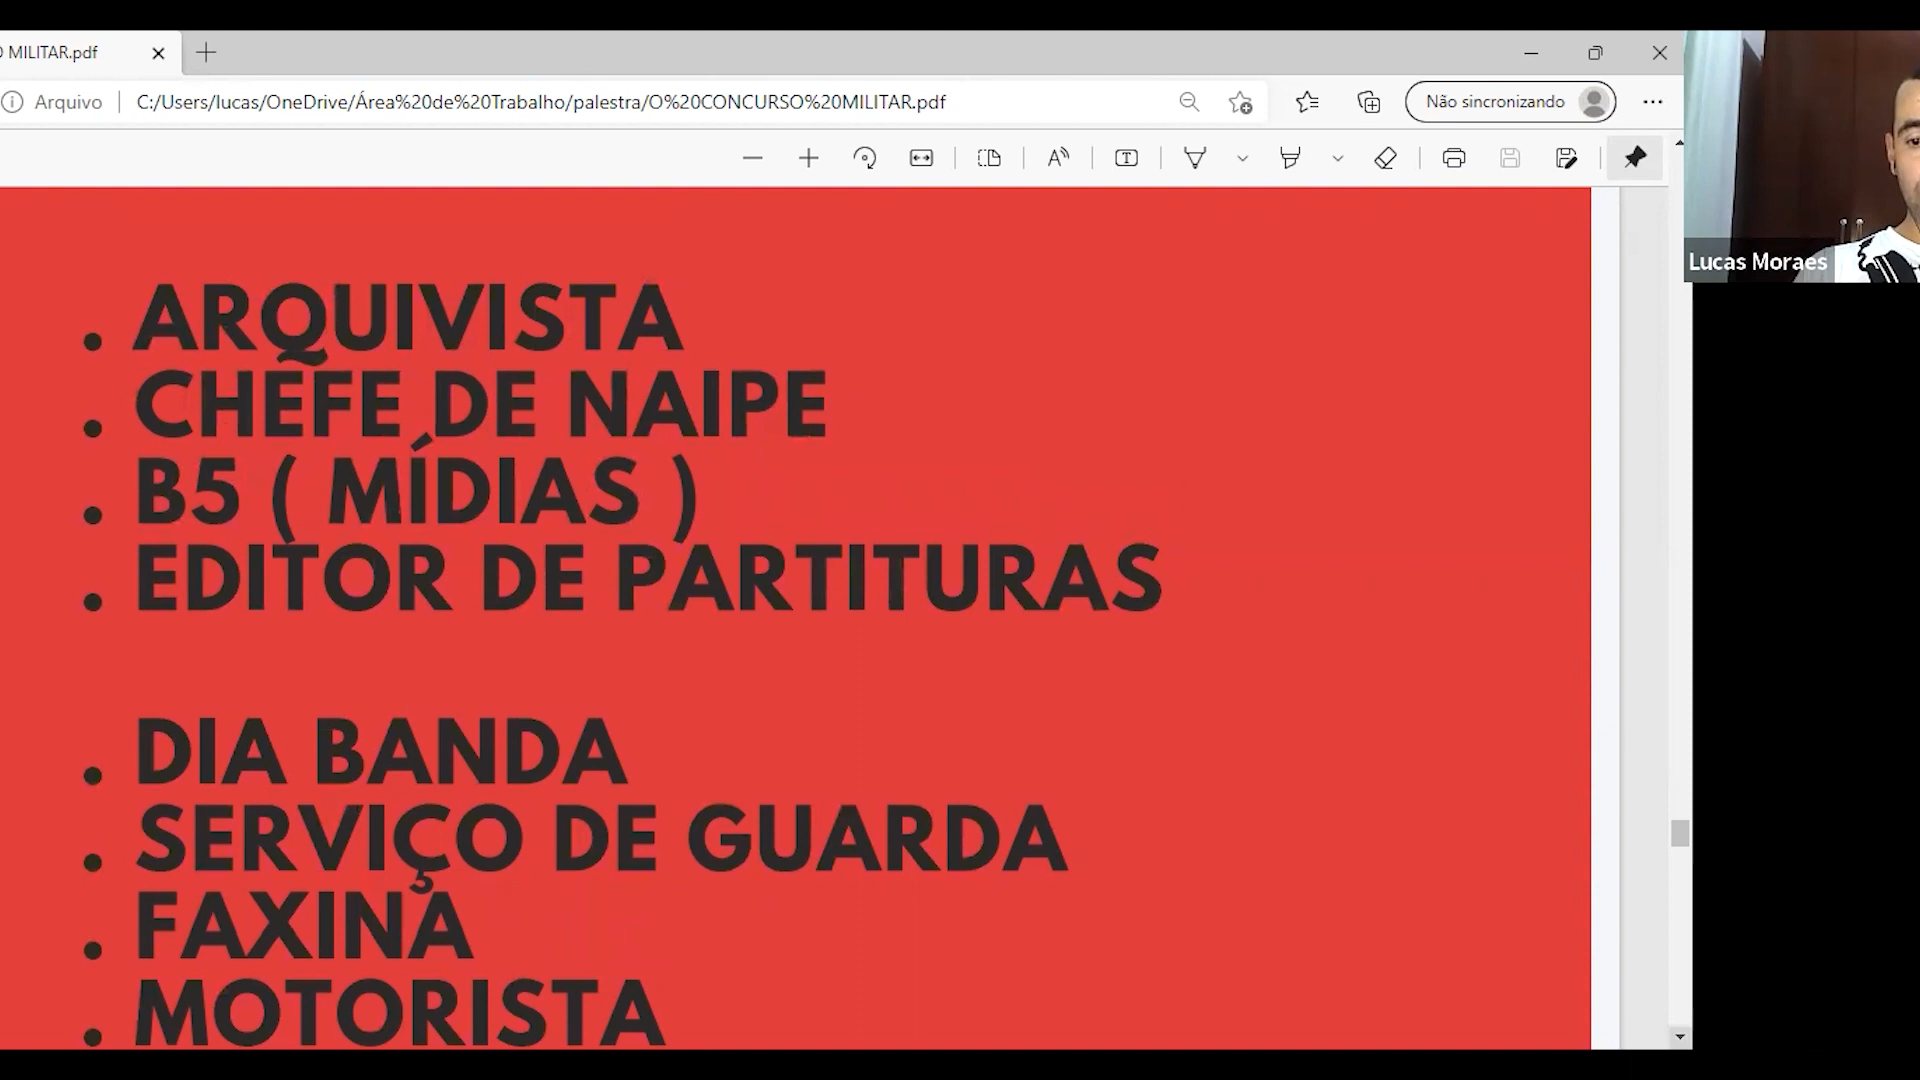 O MILITAR.pdf
Arquivo
C:/Users/lucas/OneDrive/Área%20de%20Trabalho/palestra/O%20CONCURSO%20MILITAR.pdf
Não sincronizando
Lucas Moraes
• ARQUIVISTA
• CHEFE DE NAIPE
• B5 ( MÍDIAS )
• EDITOR DE PARTITURAS
• DIA BANDA
• SERVIÇO DE GUARDA
• FAXINA
• MOTORISTA